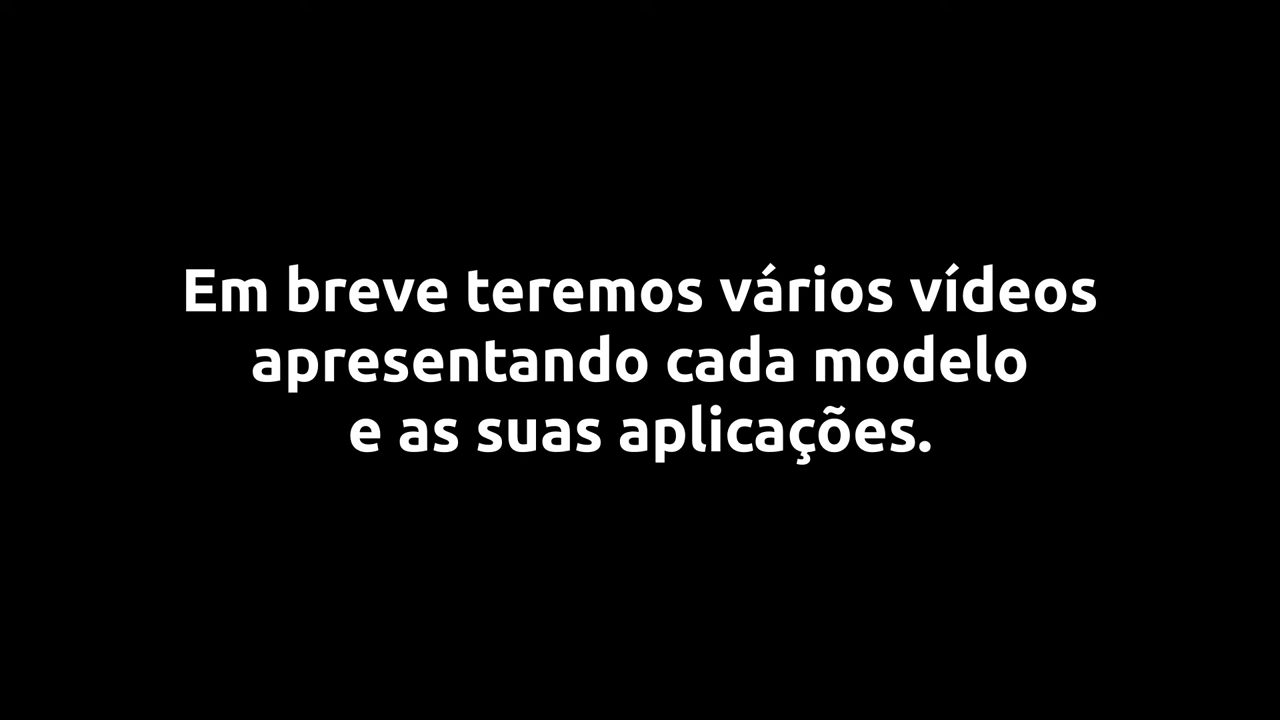 Em breve teremos vários vídeos
apresentando cada modelo
e as suas aplicações.